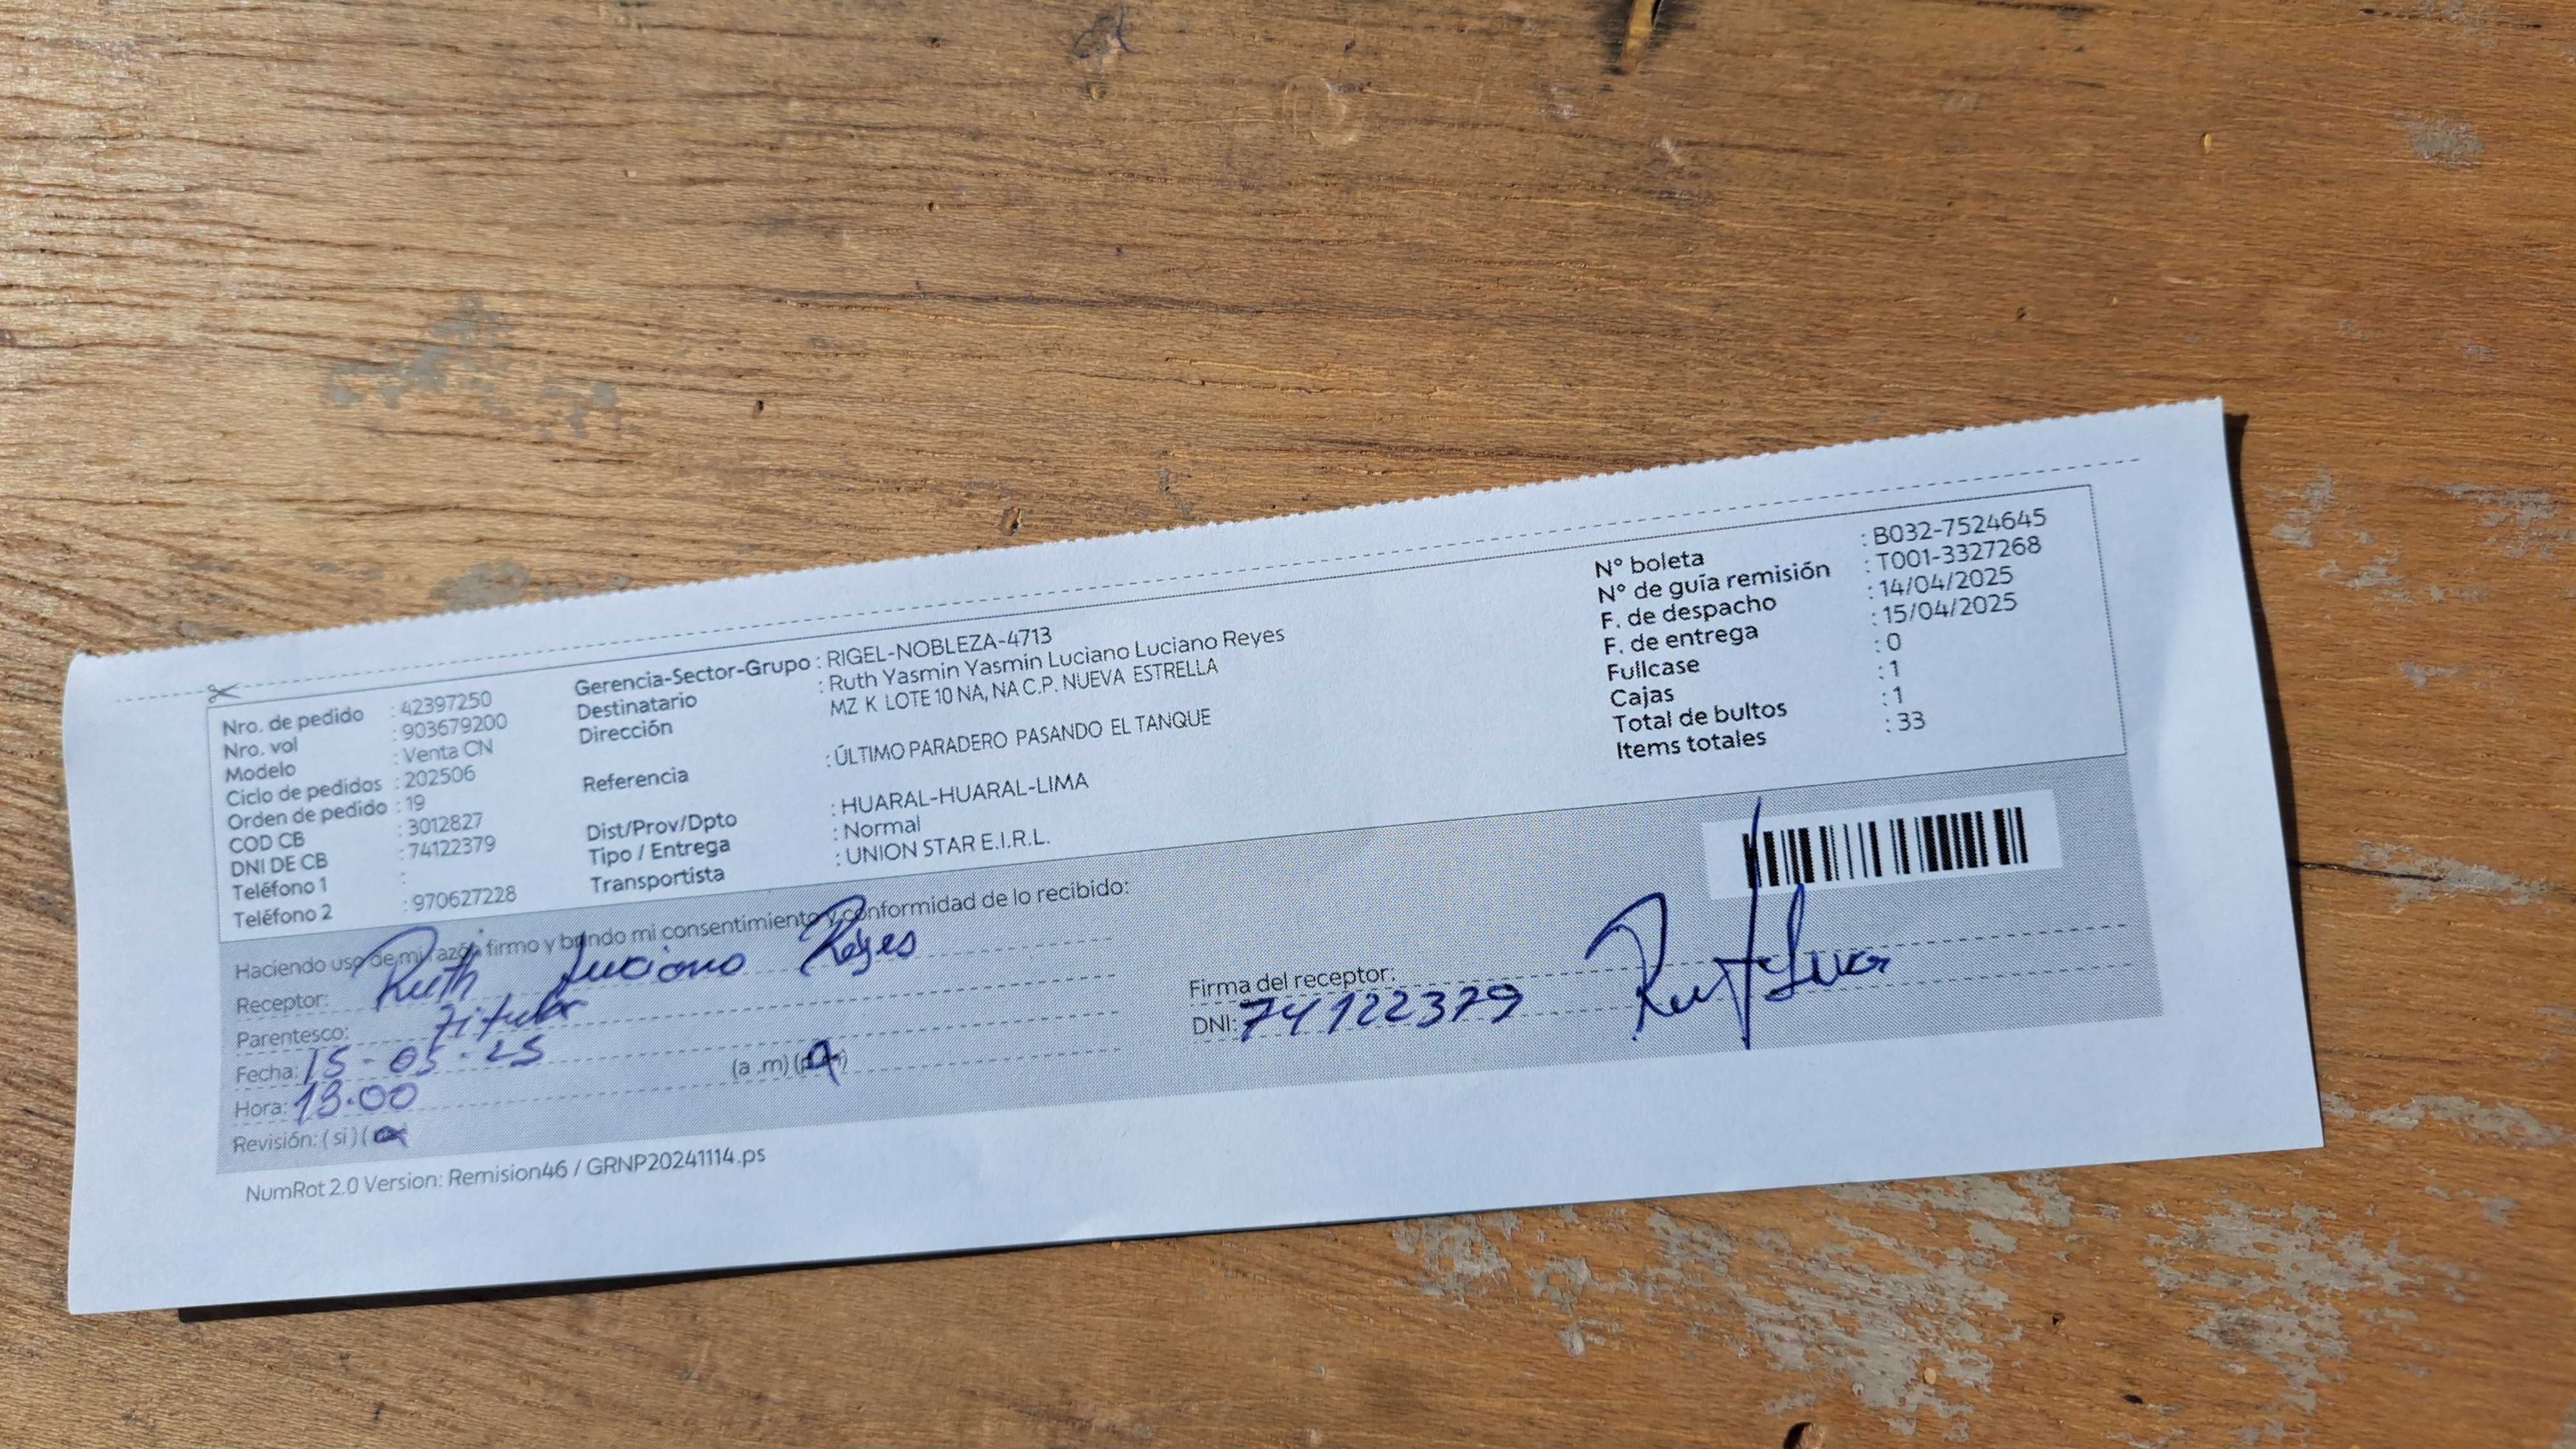 Nro. de pedido : 42397250
Nro. vol : 903679200
Modelo : Venta CN
Ciclo de pedidos : 202506
Orden de pedido : 19
COD CB : 3012827
DNI DE CB : 74122379
Teléfono 1 :
Teléfono 2 : 970627228
Gerencia-Sector-Grupo : RIGEL-NOBLEZA-4713
Destinatario : Ruth Yasmin Yasmin Luciano Luciano Reyes
Dirección MZ K LOTE 10 NA, NA C.P. NUEVA ESTRELLA
Referencia : ÚLTIMO PARADERO PASANDO EL TANQUE
Dist/Prov/Dpto : HUARAL-HUARAL-LIMA
Tipo / Entrega : Normal
Transportista : UNION STAR E.I.R.L.
N° boleta : B032-7524645
N° de guía remisión : T001-3327268
F. de despacho : 14/04/2025
F. de entrega : 15/04/2025
Fullcase : 0
Cajas : 1
Total de bultos : 1
Items totales : 33
Haciendo uso de mi razón firmo y brindo mi consentimiento y conformidad de lo recibido:
Receptor: Ruth Luciano Reyes
Parentesco: Titular
Fecha: 15-05-25
Hora: 13.00 (a .m) (p.m)
Revisión: ( si ) (
Firma del receptor:
DNI: 74122379
NumRot 2.0 Version: Remision46 / GRNP20241114.ps